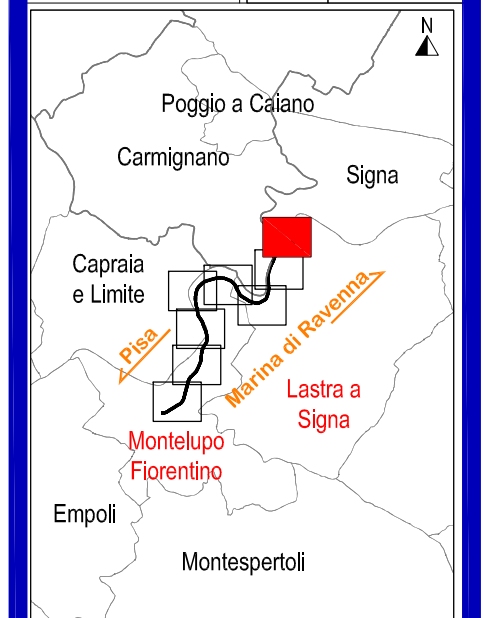 N
Poggio a Caiano
Carmignano
Signa
Capraia
e Limite
Pisa
Marina di Ravenna
Lastra a
Signa
Montelupo
Fiorentino
Empoli
Montespertoli